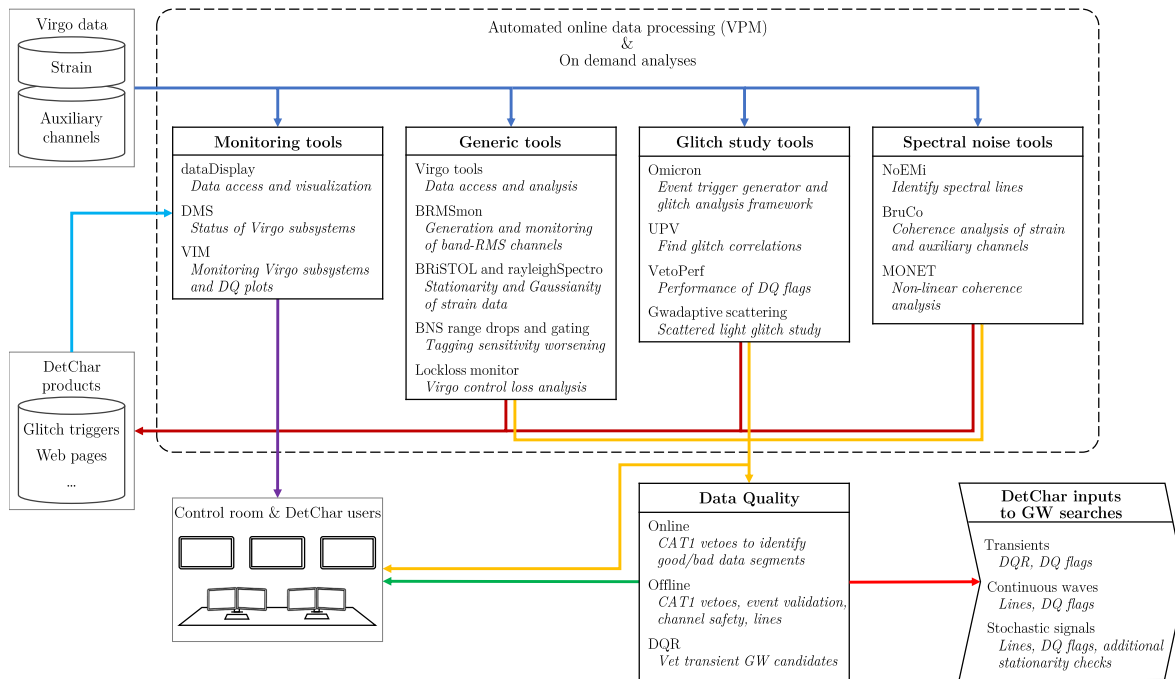 Virgo data
Strain
Auxiliary
channels
Automated online data processing (VPM)
&
On demand analyses
Monitoring tools
dataDisplay
Data access and visualization
DMS
Status of Virgo subsystems
VIM
Monitoring Virgo subsystems
and DQ plots
Generic tools
Virgo tools
Data access and analysis
BRMSmon
Generation and monitoring
of band-RMS channels
BRiSTOL and rayleighSpectro
Stationarity and Gaussianity
of strain data
BNS range drops and gating
Tagging sensitivity worsening
Lockloss monitor
Virgo control loss analysis
Glitch study tools
Omicron
Event trigger generator and
glitch analysis framework
UPV
Find glitch correlations
VetoPerf
Performance of DQ flags
Gwadaptive scattering
Scattered light glitch study
Spectral noise tools
NoEMi
Identify spectral lines
BruCo
Coherence analysis of strain
and auxiliary channels
MONET
Non-linear coherence
analysis
DetChar
products
Glitch triggers
Web pages
...
Control room & DetChar users
Data Quality
Online
CAT1 vetoes to identify
good/bad data segments
Offline
CAT1 vetoes, event validation,
channel safety, lines
DQR
Vet transient GW candidates
DetChar inputs
to GW searches
Transients
DQR, DQ flags
Continuous waves
Lines, DQ flags
Stochastic signals
Lines, DQ flags, additional
stationarity checks